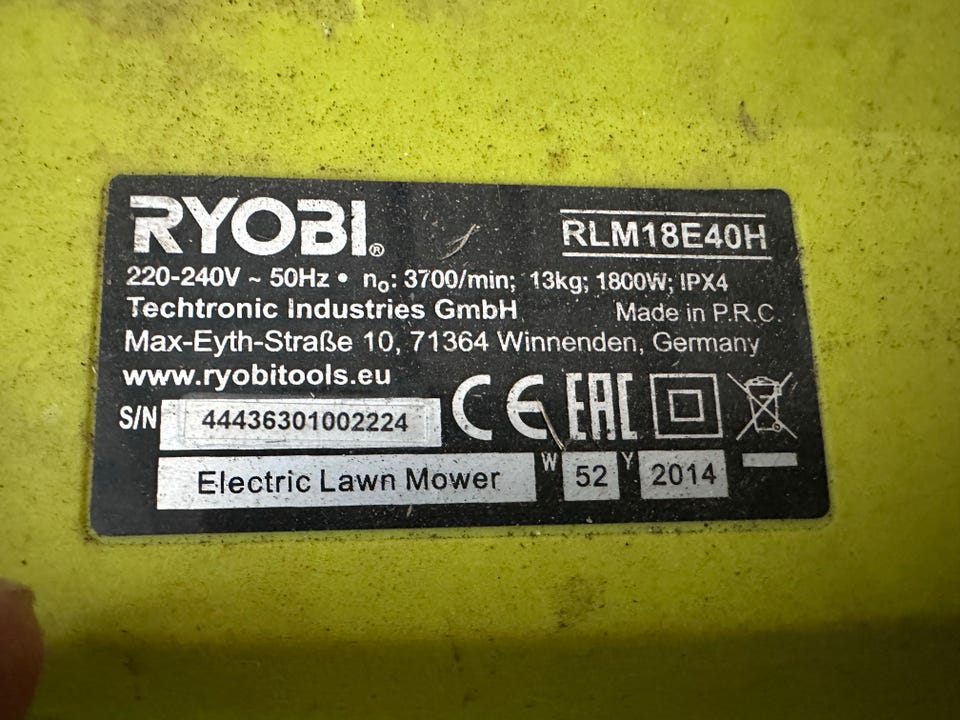 RYOBI®
RLM18E40H
220-240V ~ 50Hz • n₀: 3700/min; 13kg; 1800W; IPX4
Techtronic Industries GmbH Made in P.R.C.
Max-Eyth-Straße 10, 71364 Winnenden, Germany
www.ryobitools.eu
S/N 44436301002224 CE EAC
Electric Lawn Mower W 52 Y 2014